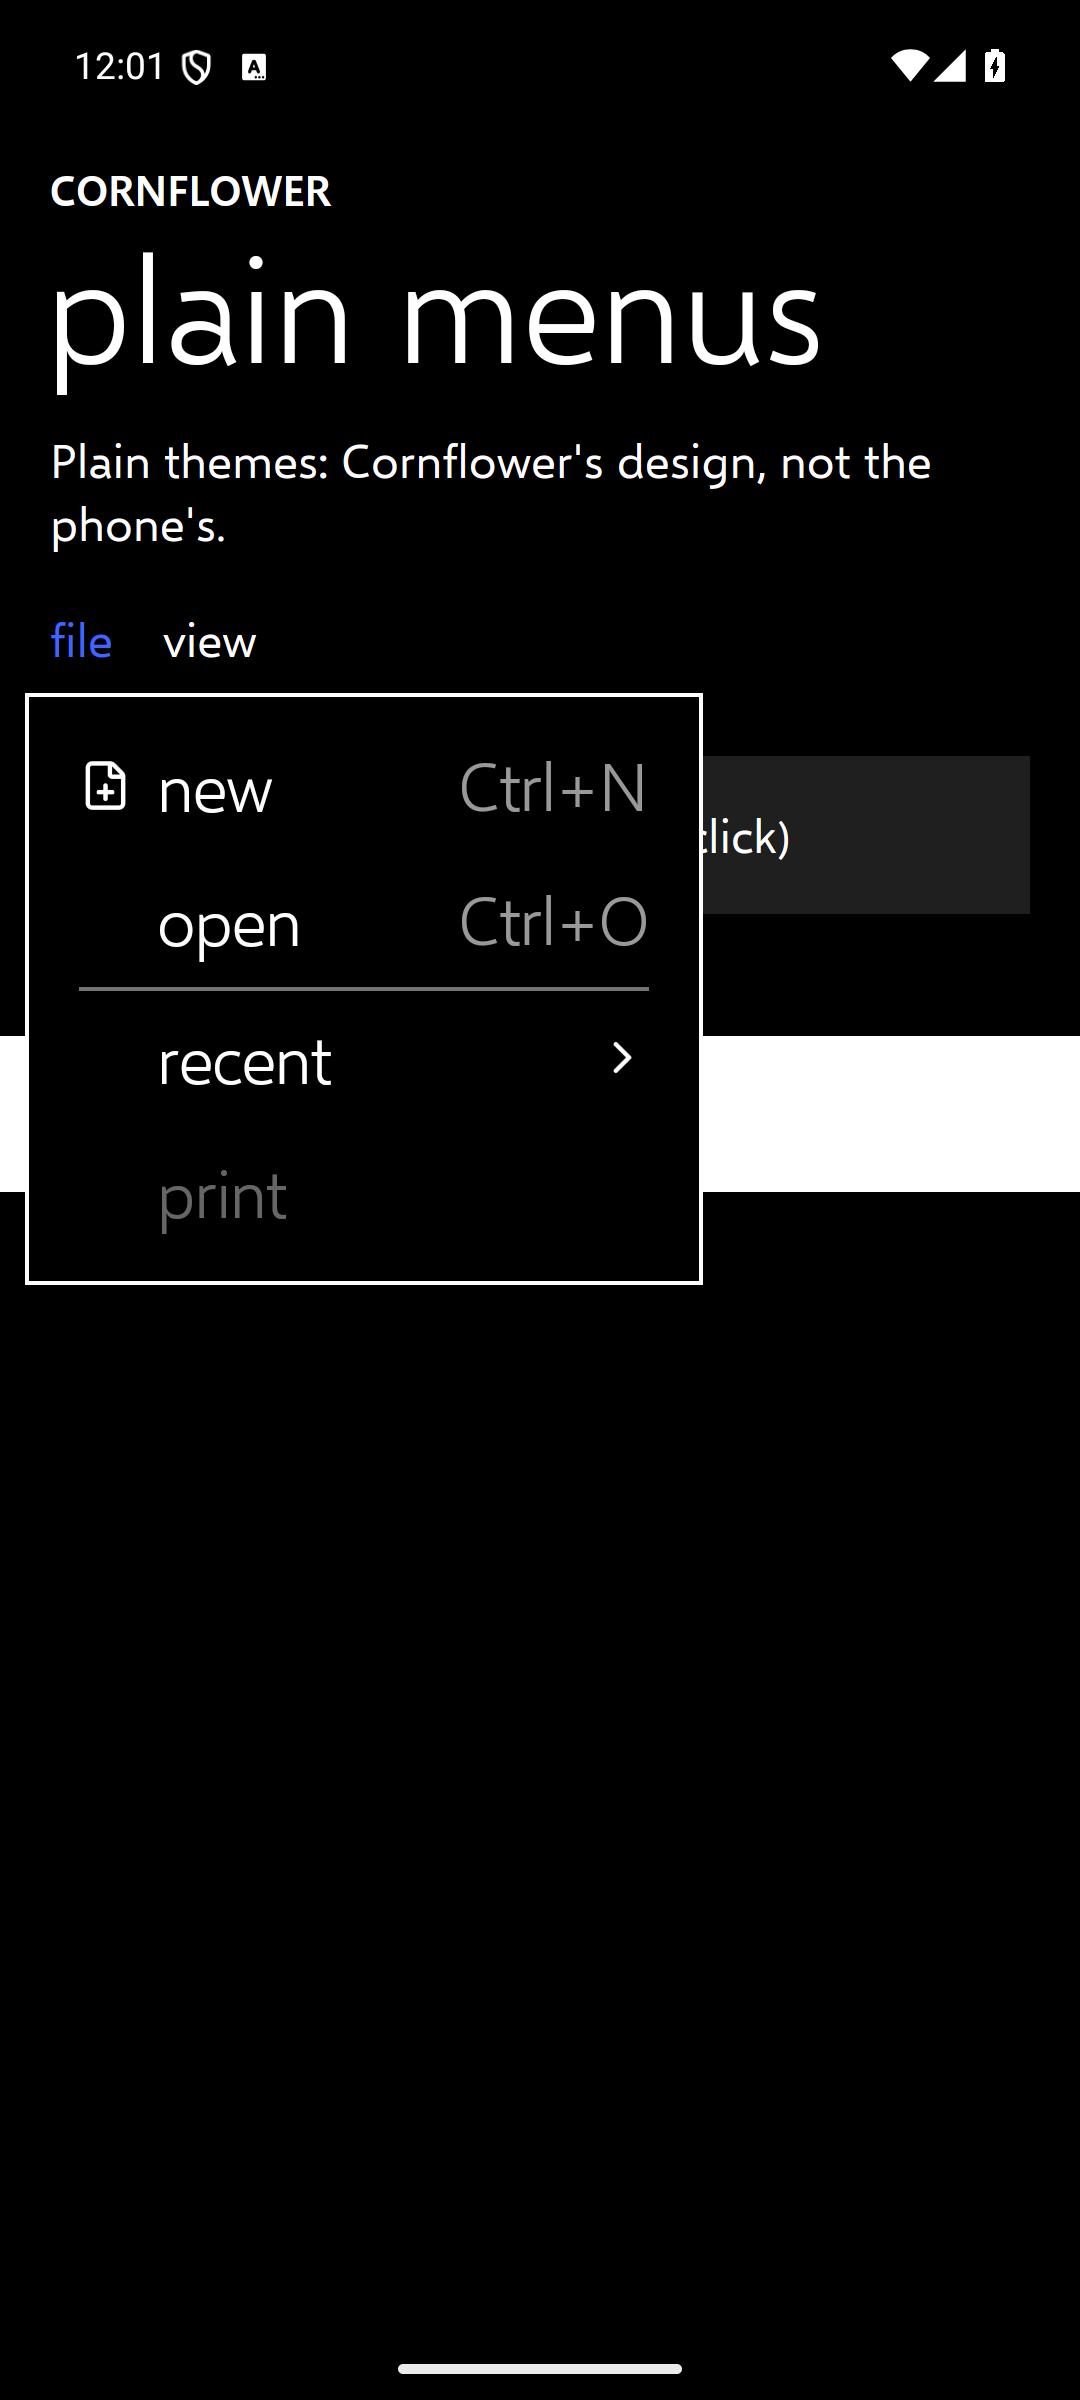 12:01
CORNFLOWER
plain menus
Plain themes: Cornflower's design, not the
phone's.
file view
new Ctrl+N
click)
open Ctrl+O
recent
print